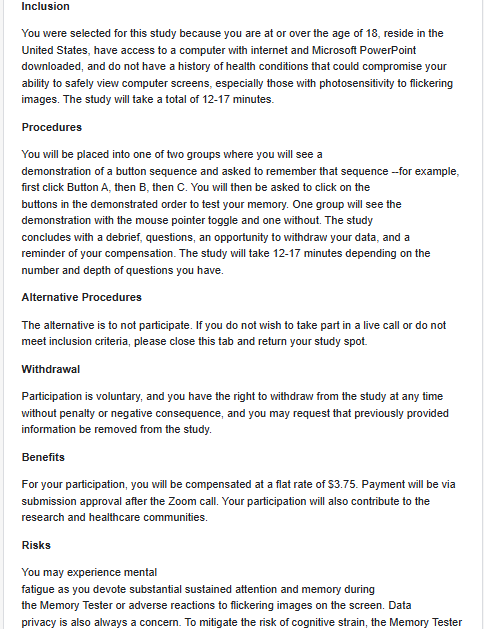 Inclusion
You were selected for this study because you are at or over the age of 18, reside in the
United States, have access to a computer with internet and Microsoft PowerPoint
downloaded, and do not have a history of health conditions that could compromise your
ability to safely view computer screens, especially those with photosensitivity to flickering
images. The study will take a total of 12-17 minutes.
Procedures
You will be placed into one of two groups where you will see a
demonstration of a button sequence and asked to remember that sequence --for example,
first click Button A, then B, then C. You will then be asked to click on the
buttons in the demonstrated order to test your memory. One group will see the
demonstration with the mouse pointer toggle and one without. The study
concludes with a debrief, questions, an opportunity to withdraw your data, and a
reminder of your compensation. The study will take 12-17 minutes depending on the
number and depth of questions you have.
Alternative Procedures
The alternative is to not participate. If you do not wish to take part in a live call or do not
meet inclusion criteria, please close this tab and return your study spot.
Withdrawal
Participation is voluntary, and you have the right to withdraw from the study at any time
without penalty or negative consequence, and you may request that previously provided
information be removed from the study.
Benefits
For your participation, you will be compensated at a flat rate of $3.75. Payment will be via
submission approval after the Zoom call. Your participation will also contribute to the
research and healthcare communities.
Risks
You may experience mental
fatigue as you devote substantial sustained attention and memory during
the Memory Tester or adverse reactions to flickering images on the screen. Data
privacy is also always a concern. To mitigate the risk of cognitive strain, the Memory Tester